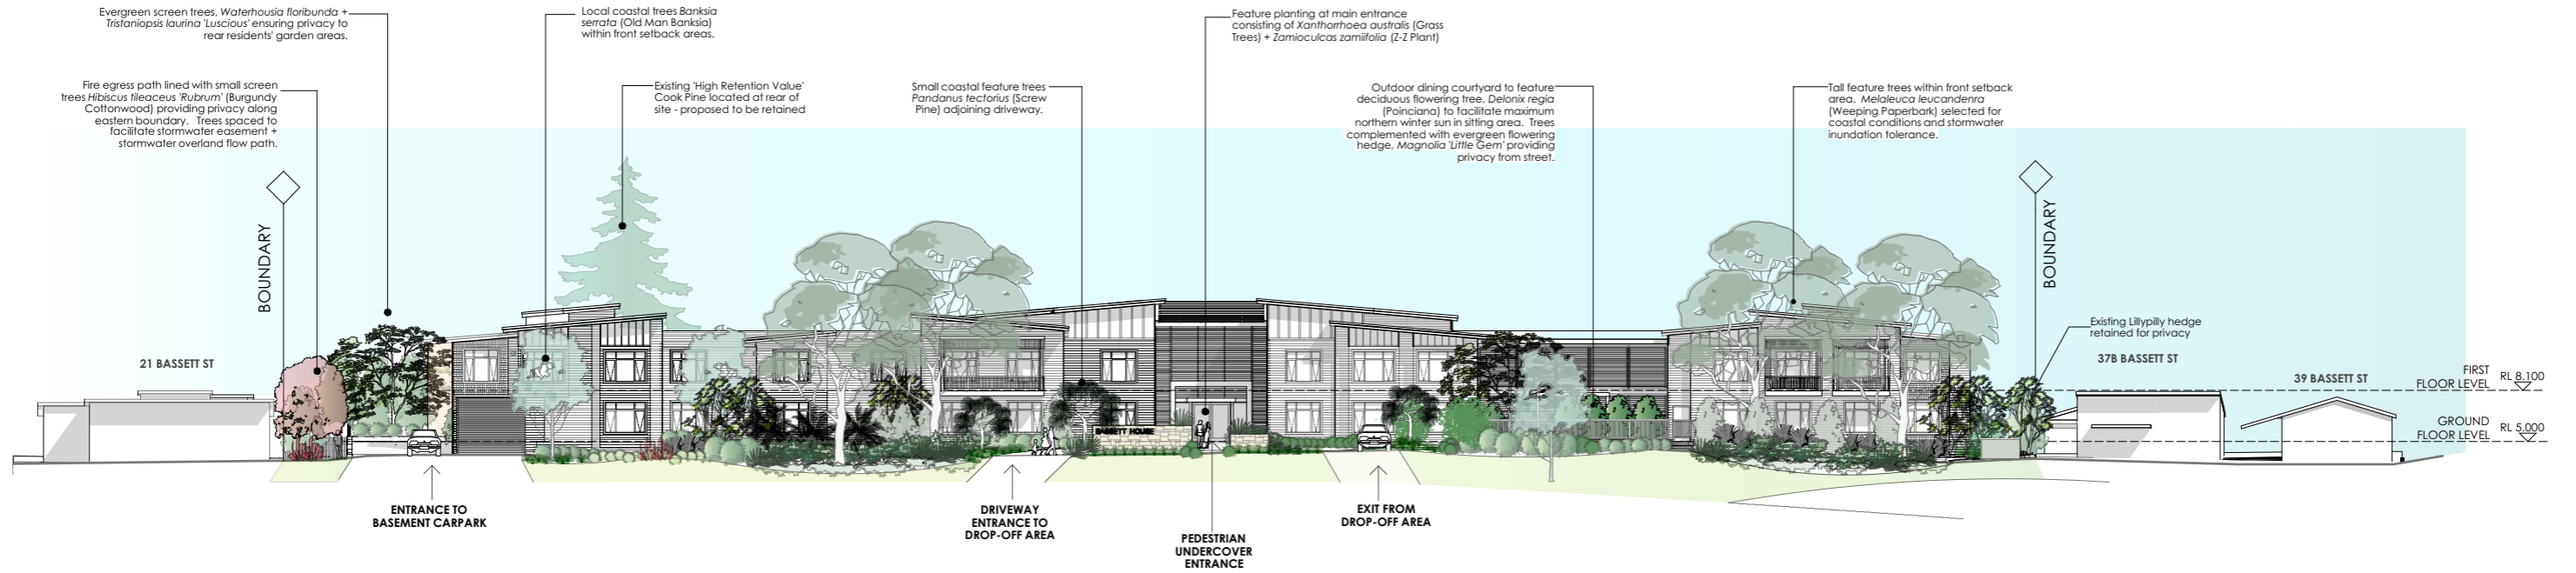 Evergreen screen trees, Waterhousia floribunda +
Tristaniopsis laurina 'Luscious' ensuring privacy to
rear residents' garden areas.
Local coastal trees Banksia
serrata (Old Man Banksia)
within front setback areas.
Feature planting at main entrance
consisting of Xanthorrhoea australis (Grass
Trees) + Zamioculcas zamiifolia (Z-Z Plant)
Fire egress path lined with small screen
trees Hibiscus tileaceus 'Rubrum' (Burgundy
Cottonwood) providing privacy along
eastern boundary. Trees spaced to
facilitate stormwater easement +
stormwater overland flow path.
Existing 'High Retention Value'
Cook Pine located at rear of
site - proposed to be retained
Small coastal feature trees
Pandanus tectorius (Screw
Pine) adjoining driveway.
Outdoor dining courtyard to feature
deciduous flowering tree, Delonix regia
(Poinciana) to facilitate maximum
northern winter sun in sitting area. Trees
complemented with evergreen flowering
hedge, Magnolia 'Little Gem' providing
privacy from street.
Tall feature trees within front setback
area. Melaleuca leucandenra
(Weeping Paperbark) selected for
coastal conditions and stormwater
inundation tolerance.
BOUNDARY
BOUNDARY
Existing Lillypilly hedge
retained for privacy
21 BASSETT ST
37B BASSETT ST
39 BASSETT ST
FIRST
FLOOR LEVEL
RL 8.100
GROUND
FLOOR LEVEL
RL 5.000
BASSETT HOUSE
ENTRANCE TO
BASEMENT CARPARK
DRIVEWAY
ENTRANCE TO
DROP-OFF AREA
PEDESTRIAN
UNDERCOVER
ENTRANCE
EXIT FROM
DROP-OFF AREA